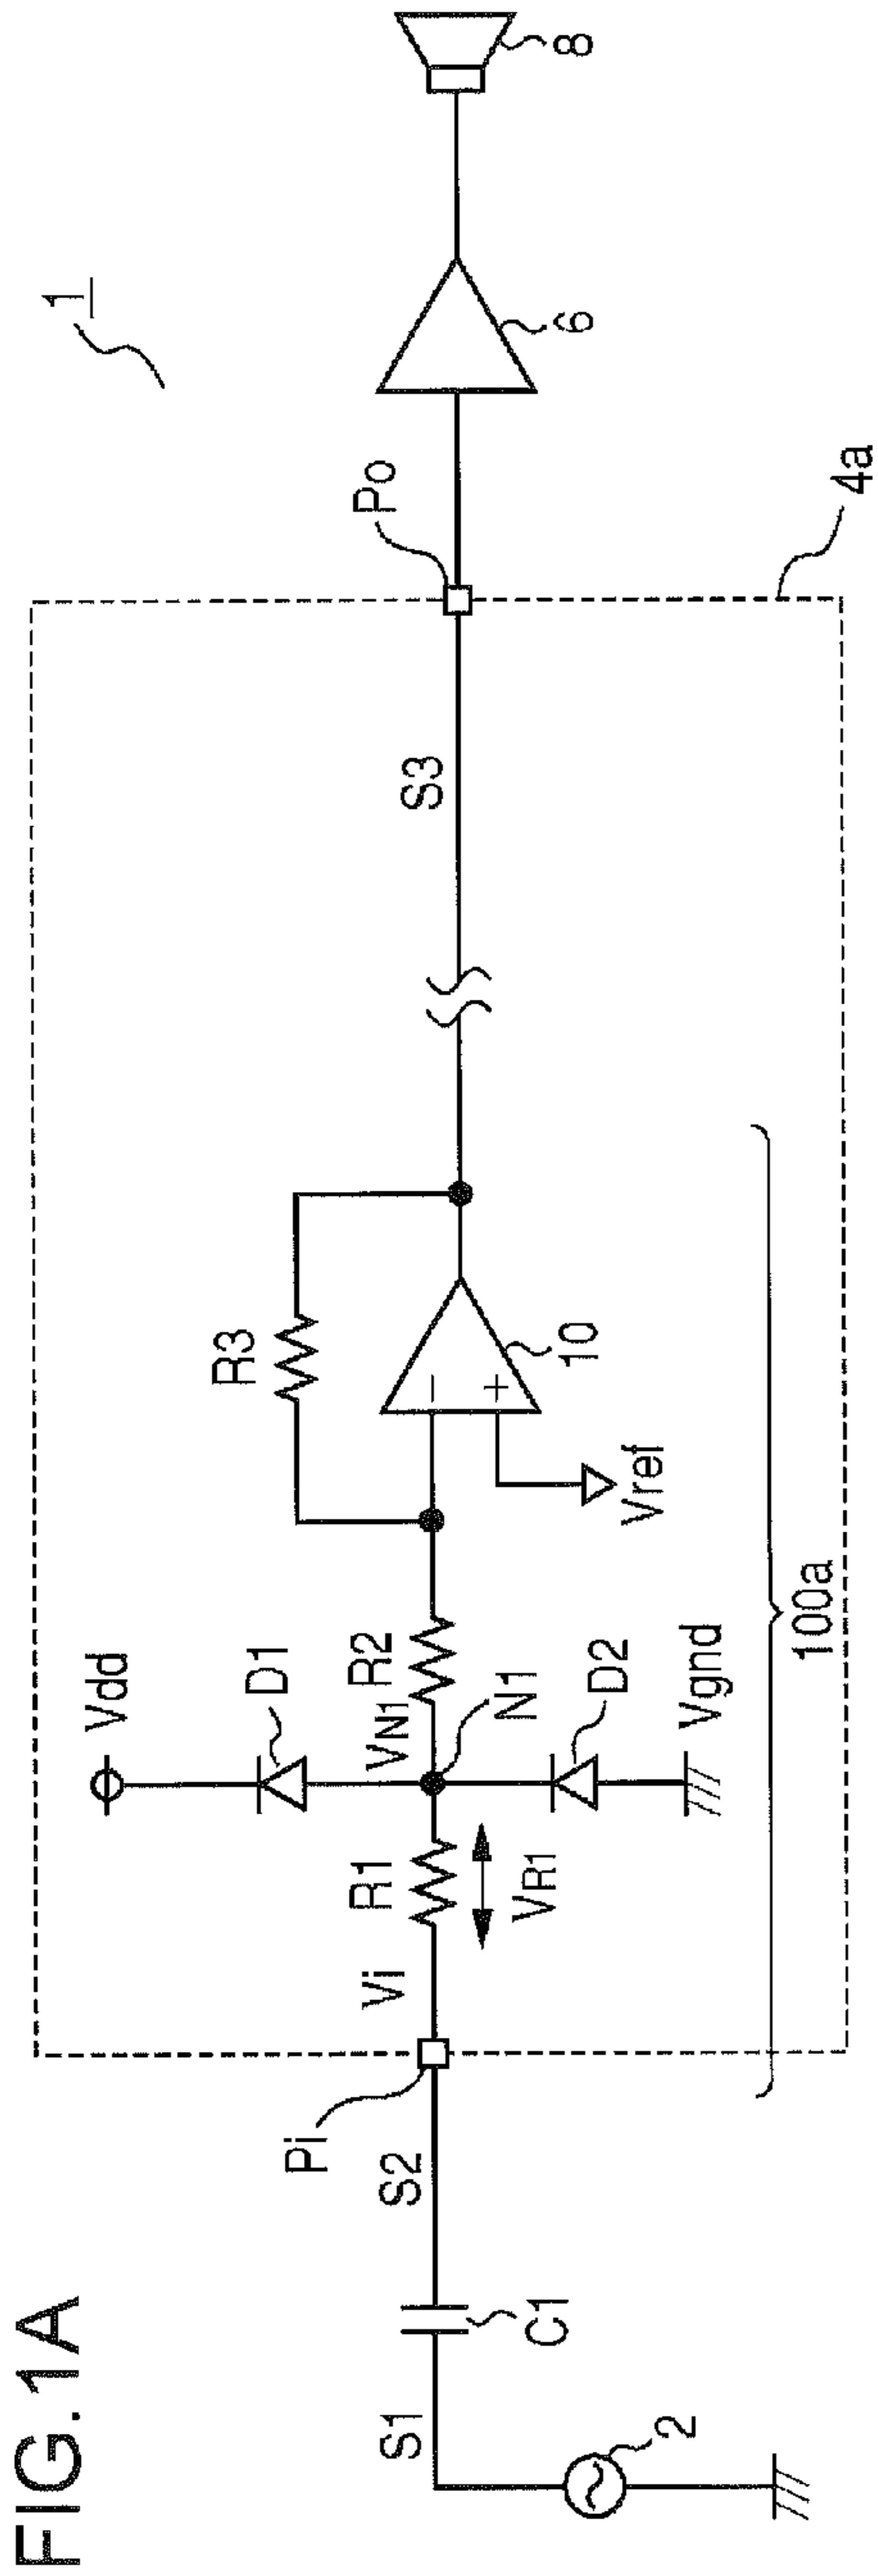 FIG.1A
1
S1
2
C1
S2
Pi
Vi
R1
VR1
Vdd
D1
VN1
N1
R2
D2
Vgnd
R3
−
+
10
Vref
100a
S3
Po
4a
6
8